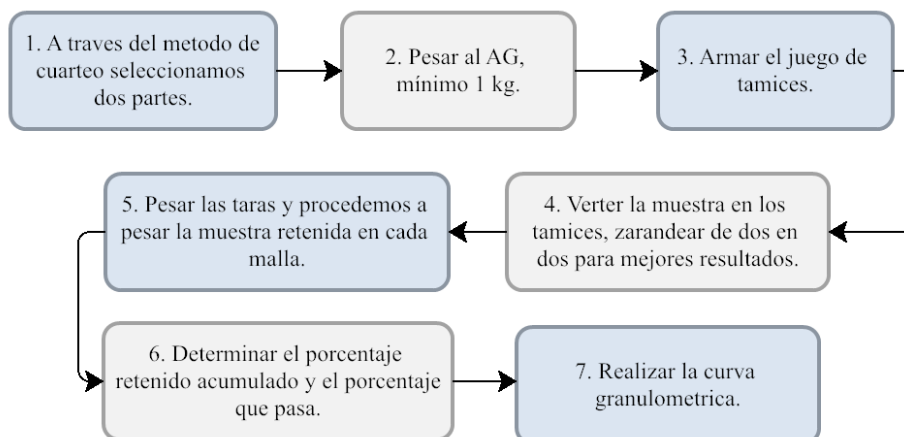 1. A traves del metodo de
cuarteo seleccionamos
dos partes.
2. Pesar al AG,
mínimo 1 kg.
3. Armar el juego de
tamices.
4. Verter la muestra en los
tamices, zarandear de dos en
dos para mejores resultados.
5. Pesar las taras y procedemos a
pesar la muestra retenida en cada
malla.
6. Determinar el porcentaje
retenido acumulado y el porcentaje
que pasa.
7. Realizar la curva
granulometrica.